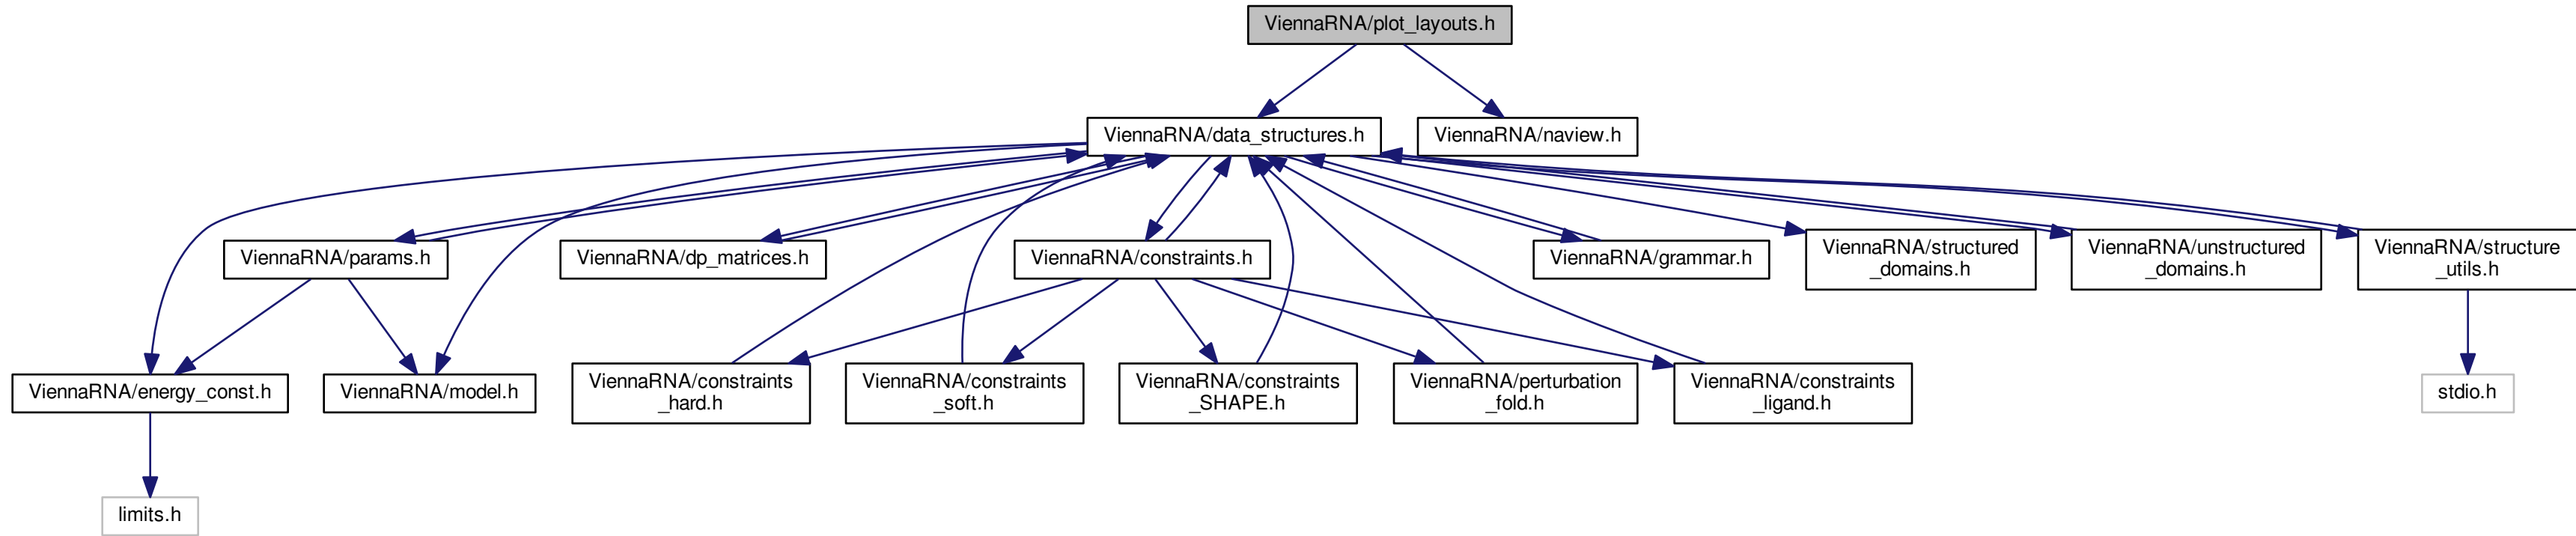 ViennaRNA/plot_layouts.h
ViennaRNA/data_structures.h
ViennaRNA/naview.h
ViennaRNA/params.h
ViennaRNA/dp_matrices.h
ViennaRNA/constraints.h
ViennaRNA/grammar.h
ViennaRNA/structured
_domains.h
ViennaRNA/unstructured
_domains.h
ViennaRNA/structure
_utils.h
ViennaRNA/energy_const.h
ViennaRNA/model.h
ViennaRNA/constraints
_hard.h
ViennaRNA/constraints
_soft.h
ViennaRNA/constraints
_SHAPE.h
ViennaRNA/perturbation
_fold.h
ViennaRNA/constraints
_ligand.h
stdio.h
limits.h